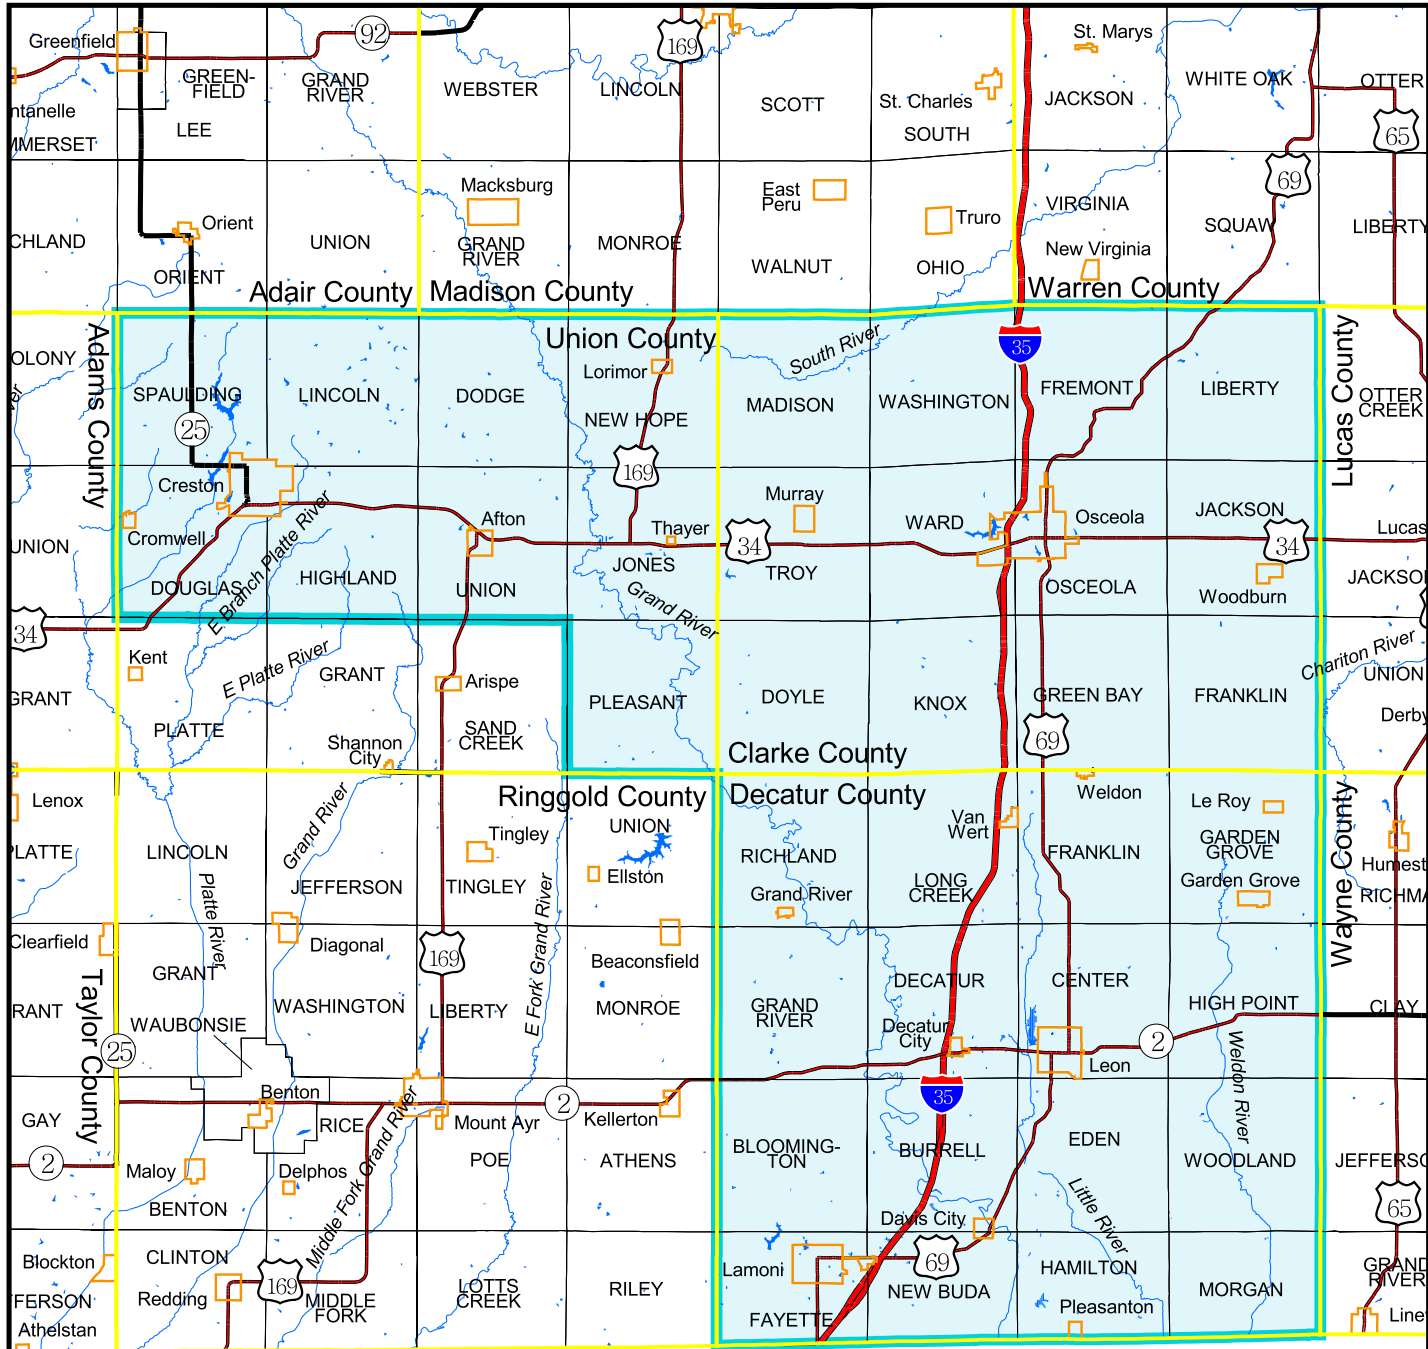 Greenfield
92
169
St. Marys
GREEN-
FIELD
GRAND
RIVER
WEBSTER
LINCOLN
SCOTT
St. Charles
JACKSON
WHITE OAK
OTTER
ntanelle
LEE
SOUTH
65
MMERSET
69
Macksburg
East
Peru
Orient
Truro
VIRGINIA
SQUAW
LIBERTY
CHLAND
UNION
GRAND
RIVER
MONROE
New Virginia
ORIENT
WALNUT
OHIO
Adair County
Madison County
Warren County
Adams County
Union County
South River
35
Lucas County
OLONY
Lorimor
SPAULDING
LINCOLN
DODGE
NEW HOPE
MADISON
WASHINGTON
FREMONT
LIBERTY
OTTER
CREEK
ver
25
169
Creston
Murray
Cromwell
Afton
Thayer
34
WARD
Osceola
JACKSON
34
Lucas
UNION
E Branch Platte River
JONES
TROY
DOUGLAS
HIGHLAND
UNION
Grand River
OSCEOLA
Woodburn
JACKSO
34
Kent
E Platte River
GRANT
Arispe
Chariton River
UNION
GRANT
PLEASANT
DOYLE
KNOX
GREEN BAY
FRANKLIN
PLATTE
SAND
CREEK
69
Derby
Shannon
City
Clarke County
Ringgold County
Decatur County
Weldon
Wayne County
Lenox
Grand River
Tingley
UNION
Van
Wert
Le Roy
PLATTE
LINCOLN
RICHLAND
FRANKLIN
GARDEN
GROVE
Humest
JEFFERSON
TINGLEY
Ellston
Grand River
LONG
CREEK
Garden Grove
RICHMA
Platte River
E Fork Grand River
Clearfield
Diagonal
169
Beaconsfield
GRANT
DECATUR
CENTER
Taylor County
RANT
WASHINGTON
LIBERTY
MONROE
GRAND
RIVER
HIGH POINT
CLAY
WAUBONSIE
Decatur
City
2
Weldon River
25
Leon
Benton
35
GAY
RICE
Mount Ayr
2
Kellerton
2
Maloy
Delphos
Middle Fork Grand River
POE
ATHENS
BLOOMING-
TON
BURRELL
EDEN
WOODLAND
JEFFERSO
BENTON
Davis City
Little River
65
Blockton
CLINTON
Lamoni
69
HAMILTON
GRAND
RIVER
169
Redding
MIDDLE
FORK
LOTTS
CREEK
RILEY
NEW BUDA
MORGAN
FFERSON
FAYETTE
Pleasanton
Line
Athelstan